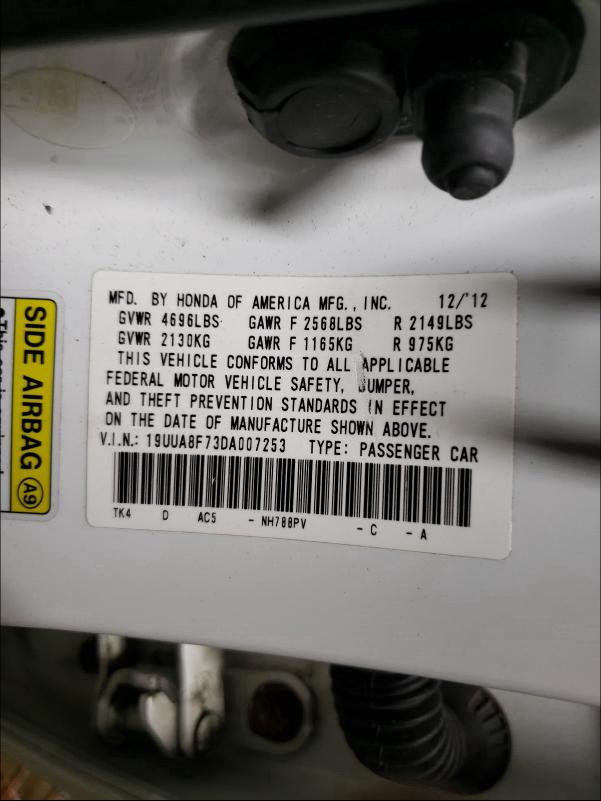 MFD. BY HONDA OF AMERICA MFG., INC. 12/'12
GVWR 4696LBS GAWR F 2568LBS R 2149LBS
GVWR 2130KG GAWR F 1165KG R 975KG
THIS VEHICLE CONFORMS TO ALL APPLICABLE
FEDERAL MOTOR VEHICLE SAFETY, BUMPER,
AND THEFT PREVENTION STANDARDS IN EFFECT
ON THE DATE OF MANUFACTURE SHOWN ABOVE.
V.I.N.: 19UUA8F73DA007253 TYPE: PASSENGER CAR
TK4 D AC5 - NH788PV - C - A
SIDE AIRBAG A9